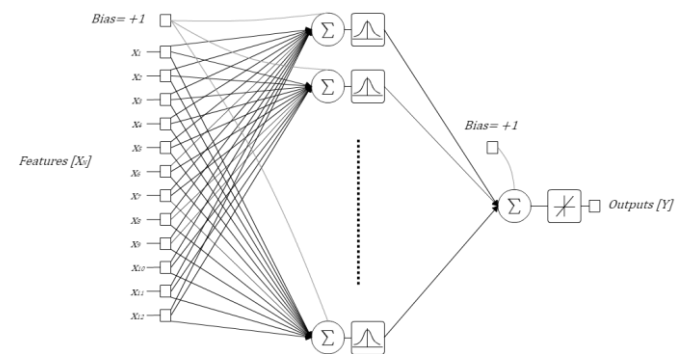 Bias= +1
Σ
x₁
x₂
Σ
x₃
x₄
Bias= +1
x₅
Features [Xₙ]
x₆
x₇
Σ
Outputs [Y]
x₈
x₉
x₁₀
x₁₁
x₁₂
Σ